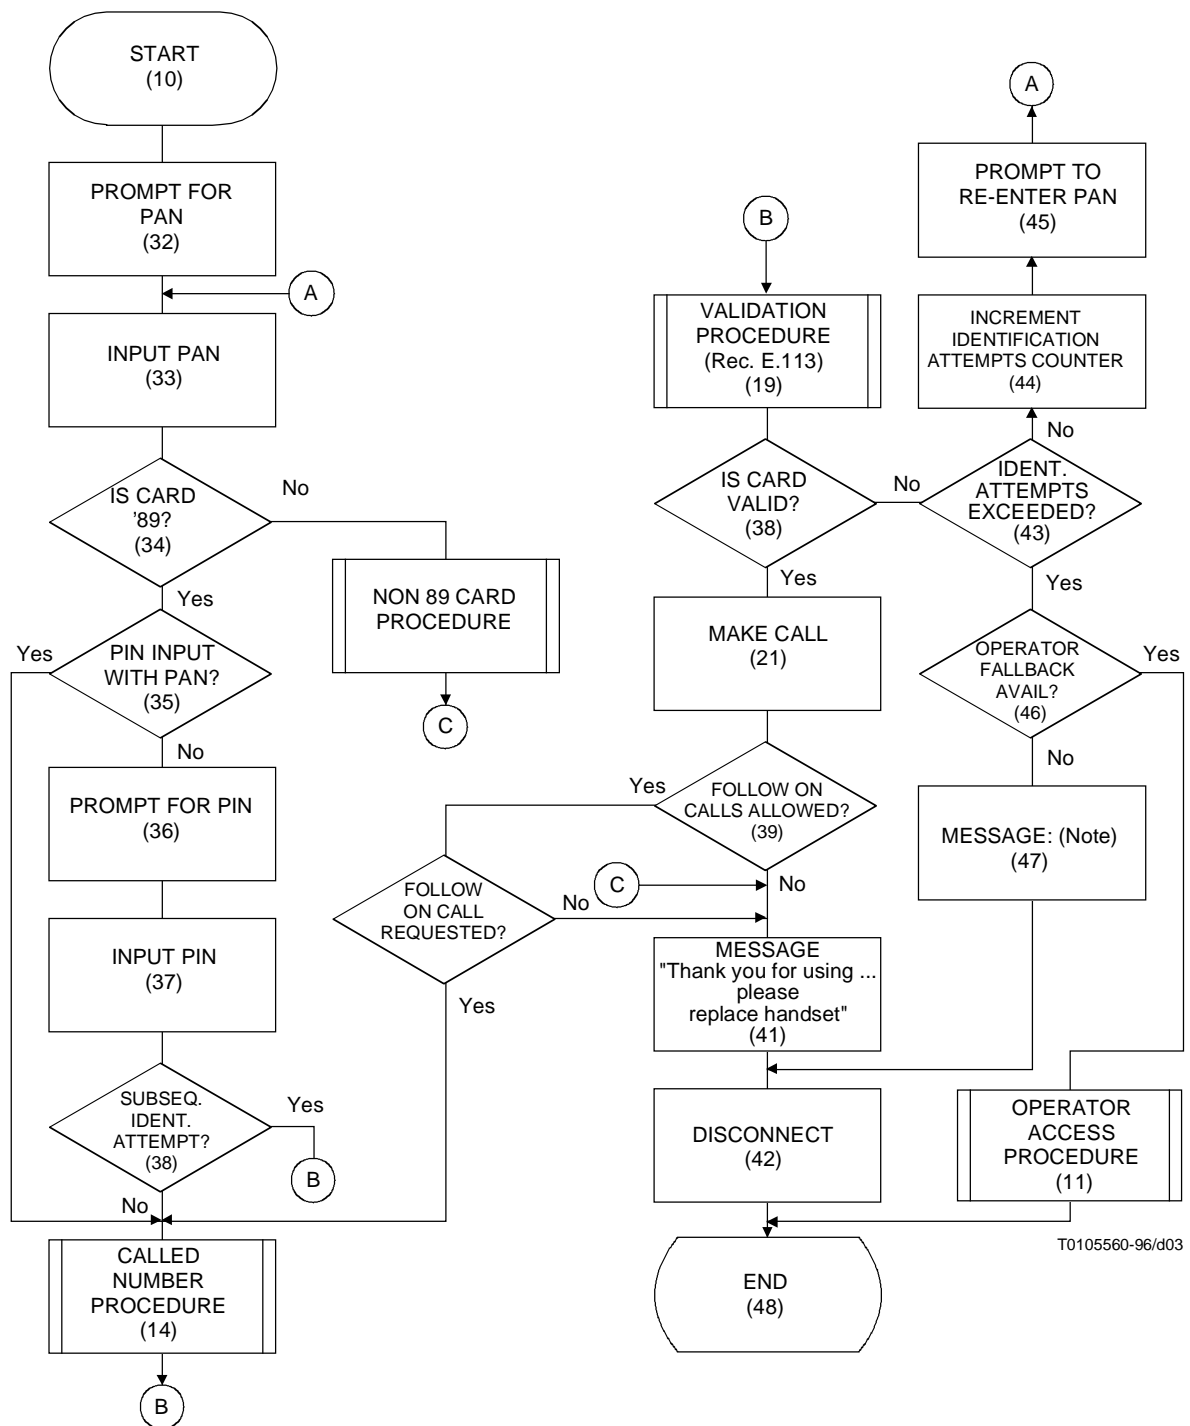 START
(10)
PROMPT FOR
PAN
(32)
A
INPUT PAN
(33)
IS CARD
'89?
(34)
No
Yes
NON 89 CARD
PROCEDURE
C
Yes
PIN INPUT
WITH PAN?
(35)
No
PROMPT FOR PIN
(36)
INPUT PIN
(37)
SUBSEQ.
IDENT.
ATTEMPT?
(38)
Yes
B
No
CALLED
NUMBER
PROCEDURE
(14)
B
B
VALIDATION
PROCEDURE
(Rec. E.113)
(19)
IS CARD
VALID?
(38)
No
Yes
MAKE CALL
(21)
FOLLOW ON
CALLS ALLOWED?
(39)
Yes
No
FOLLOW
ON CALL
REQUESTED?
No
Yes
C
MESSAGE
"Thank you for using ...
please
replace handset"
(41)
DISCONNECT
(42)
END
(48)
A
PROMPT TO
RE-ENTER PAN
(45)
INCREMENT
IDENTIFICATION
ATTEMPTS COUNTER
(44)
No
IDENT.
ATTEMPTS
EXCEEDED?
(43)
Yes
OPERATOR
FALLBACK
AVAIL?
(46)
Yes
No
MESSAGE: (Note)
(47)
OPERATOR
ACCESS
PROCEDURE
(11)
T0105560-96/d03